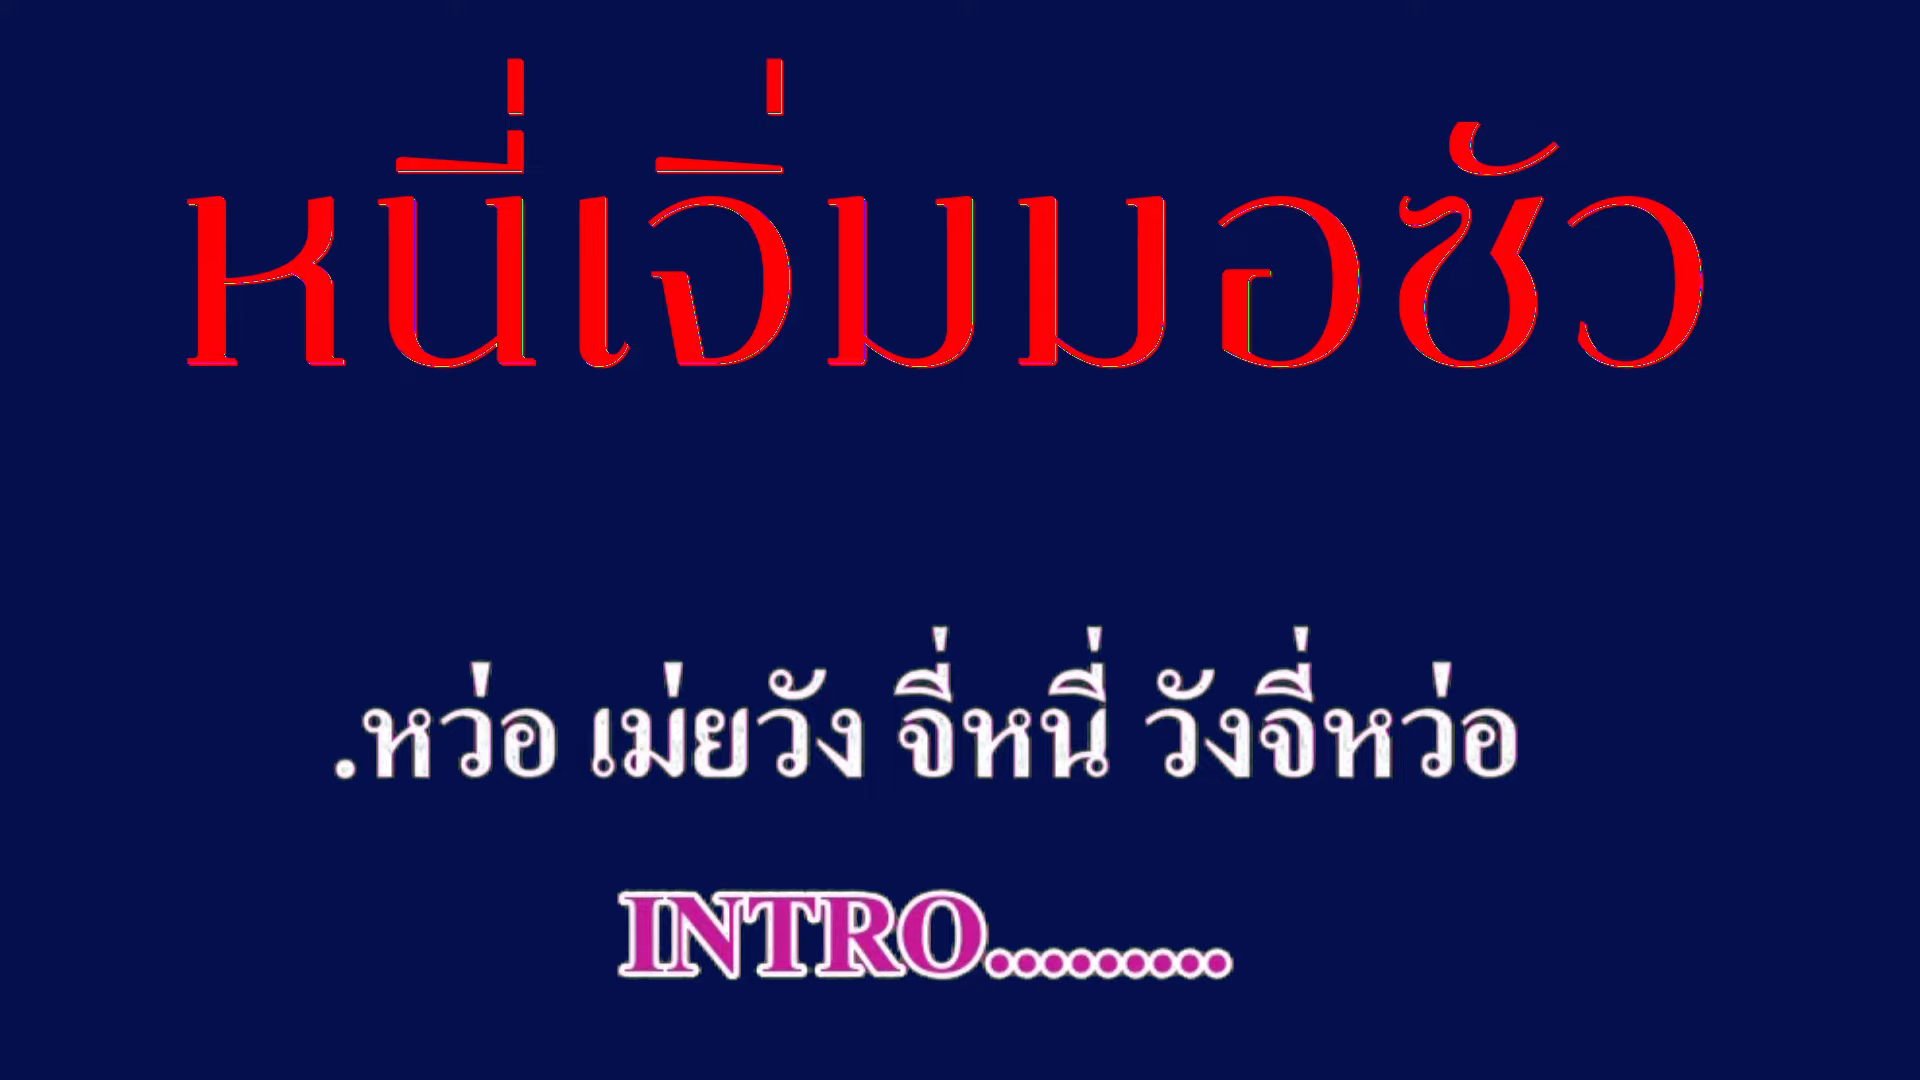 หนี่เจิ่มมอซัว
.หว่อ เม่ยวัง จี่หนี่ วังจี่หว่อ
INTRO.........